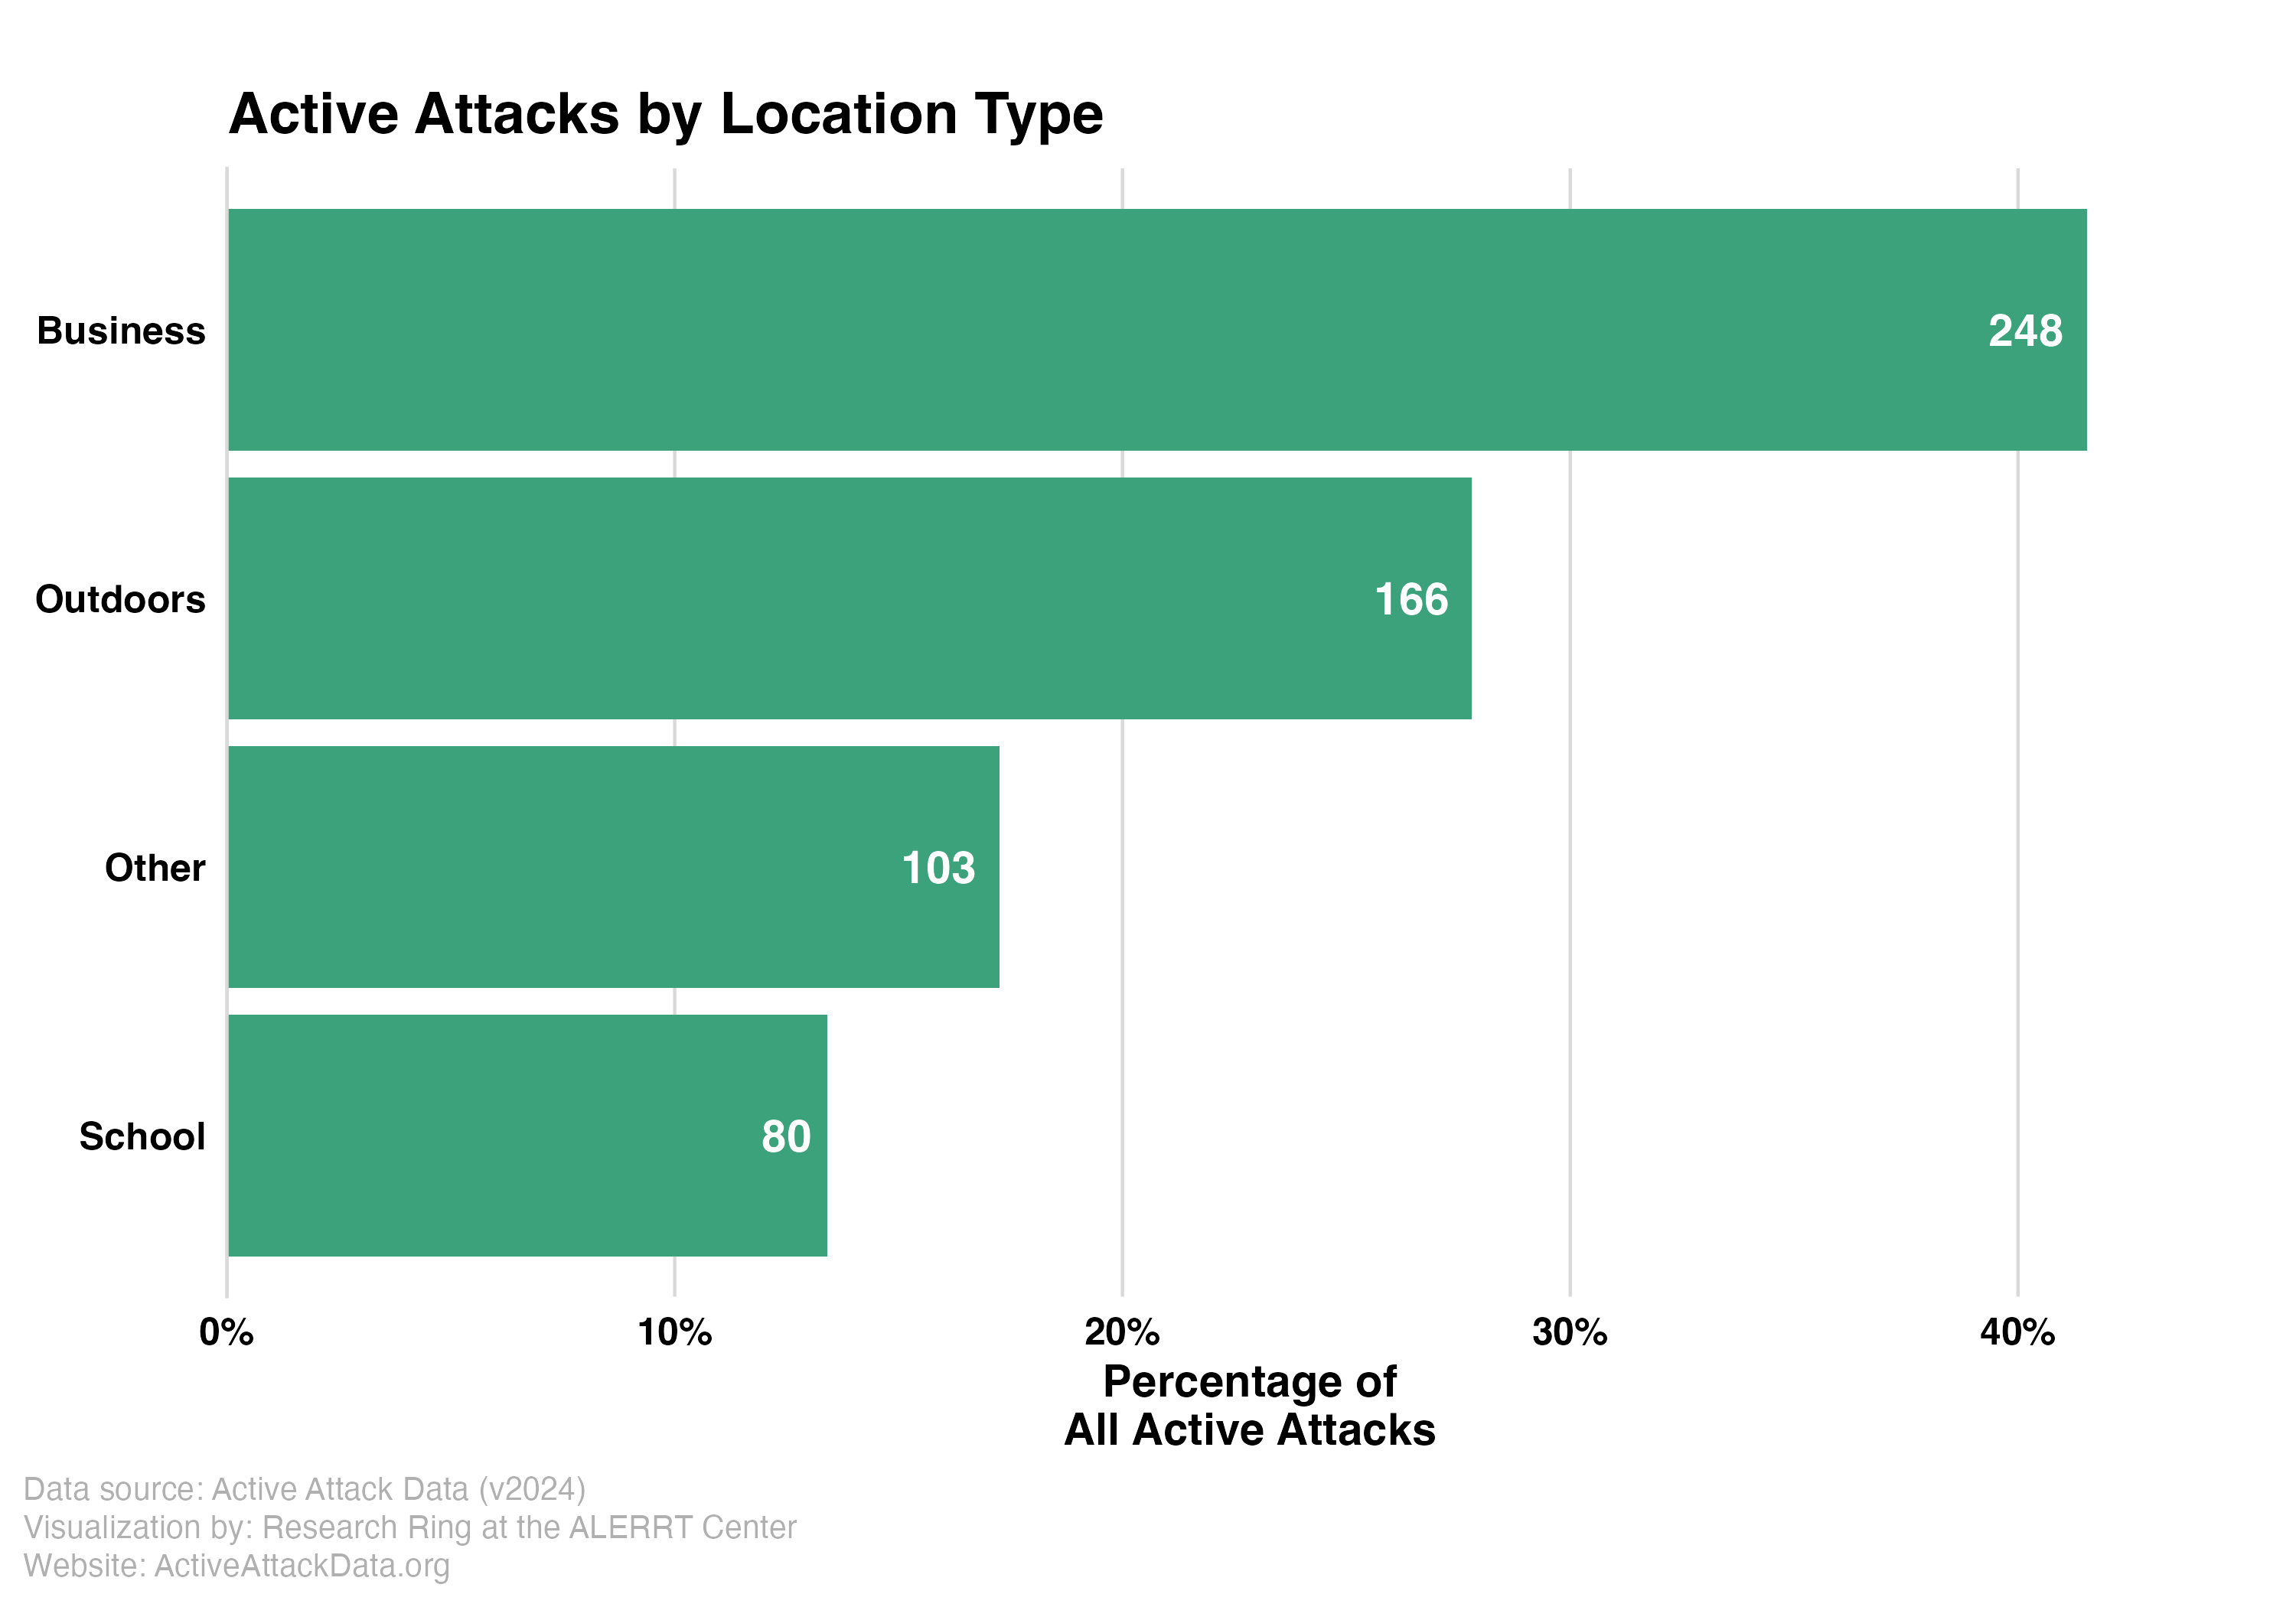 Active Attacks by Location Type
Business
248
Outdoors
166
Other
103
School
80
0%
10%
20%
30%
40%
Percentage of
All Active Attacks
Data source: Active Attack Data (v2024)
Visualization by: Research Ring at the ALERRT Center
Website: ActiveAttackData.org